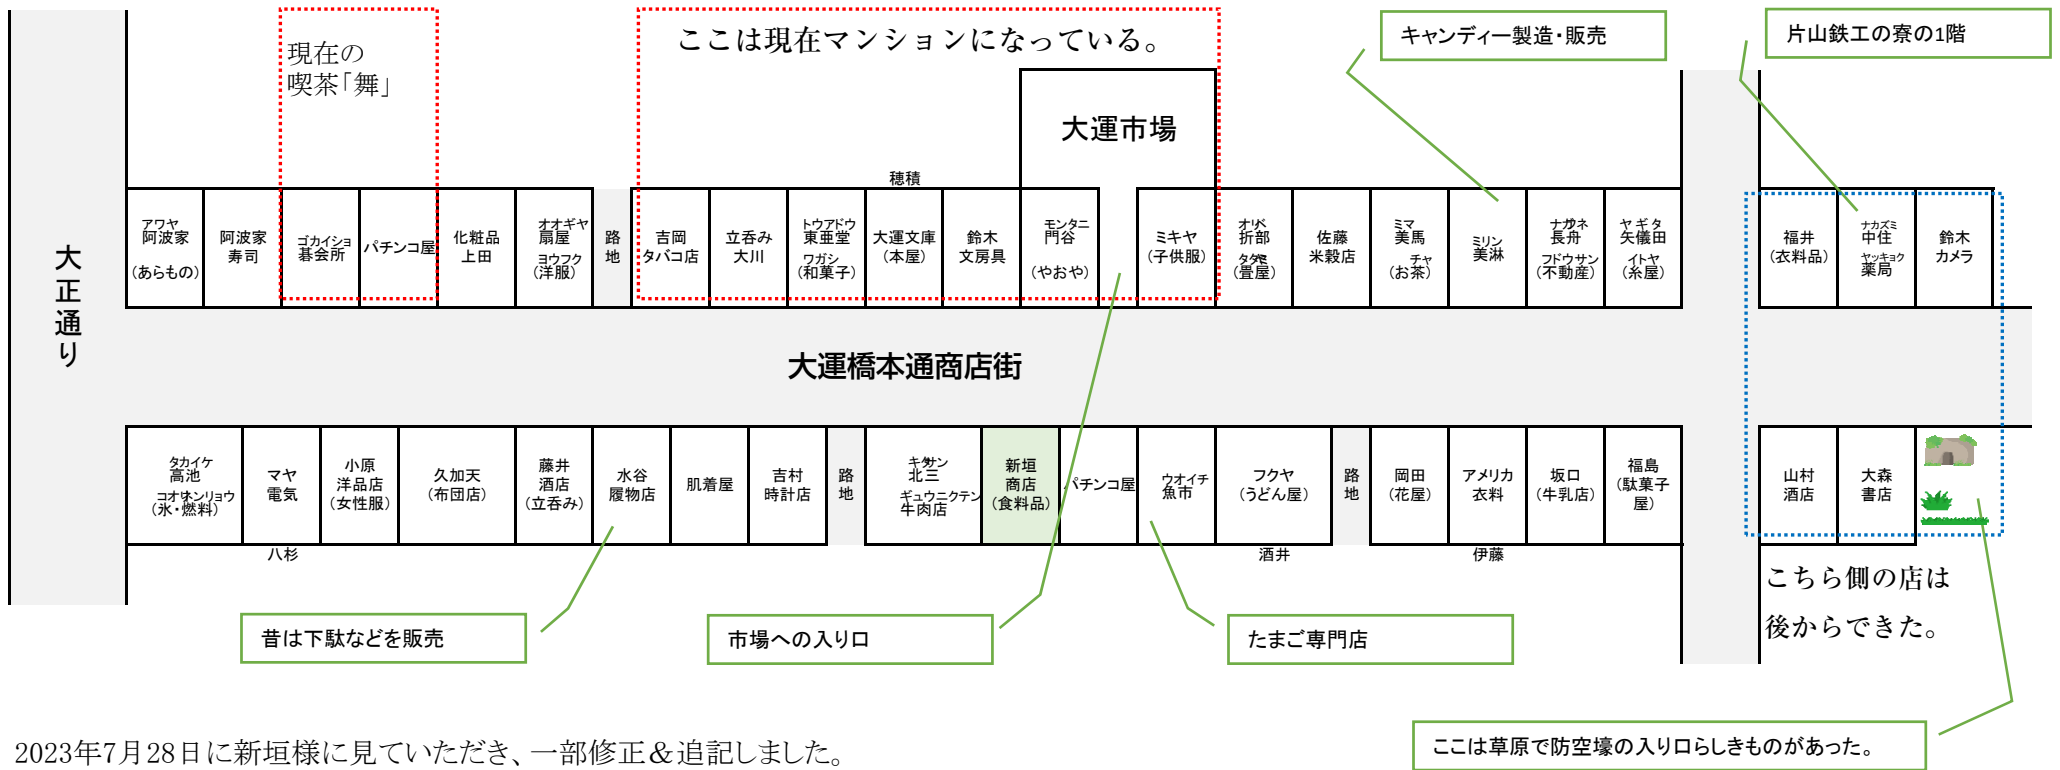 現在の
喫茶「舞」
ここは現在マンションになっている。
キャンディー製造・販売
片山鉄工の寮の1階
大運市場
穂積
アワヤ
阿波家
（あらもの）
阿波家
寿司
ゴカイショ
碁会所
パチンコ屋
化粧品
上田
オオギヤ
扇屋
ヨウフク
（洋服）
路
地
吉岡
タバコ店
立呑み
大川
トウアドウ
東亜堂
ワガシ
（和菓子）
大運文庫
（本屋）
鈴木
文房具
モンタニ
門谷
（やおや）
ミキヤ
（子供服）
オリベ
折部
タタミ
（畳屋）
佐藤
米穀店
ミマ
美馬
チャ
（お茶）
ミリン
美淋
ナガフネ
長舟
フドウサン
（不動産）
ヤギタ
矢儀田
イトヤ
（糸屋）
福井
（衣料品）
ナカズミ
中住
ヤッキョク
薬局
鈴木
カメラ
大正通り
大運橋本通商店街
タカイケ
高池
コオリネンリョウ
（氷・燃料）
マヤ
電気
小原
洋品店
（女性服）
久加天
（布団店）
藤井
酒店
（立呑み）
水谷
履物店
肌着屋
吉村
時計店
路
地
キタサン
北三
ギュウニクテン
牛肉店
新垣
商店
（食料品）
パチンコ屋
ウオイチ
魚市
フクヤ
（うどん屋）
路
地
岡田
（花屋）
アメリカ
衣料
坂口
（牛乳店）
福島
（駄菓子
屋）
山村
酒店
大森
書店
八杉
酒井
伊藤
こちら側の店は
後からできた。
昔は下駄などを販売
市場への入り口
たまご専門店
ここは草原で防空壕の入り口らしきものがあった。
2023年7月28日に新垣様に見ていただき、一部修正＆追記しました。